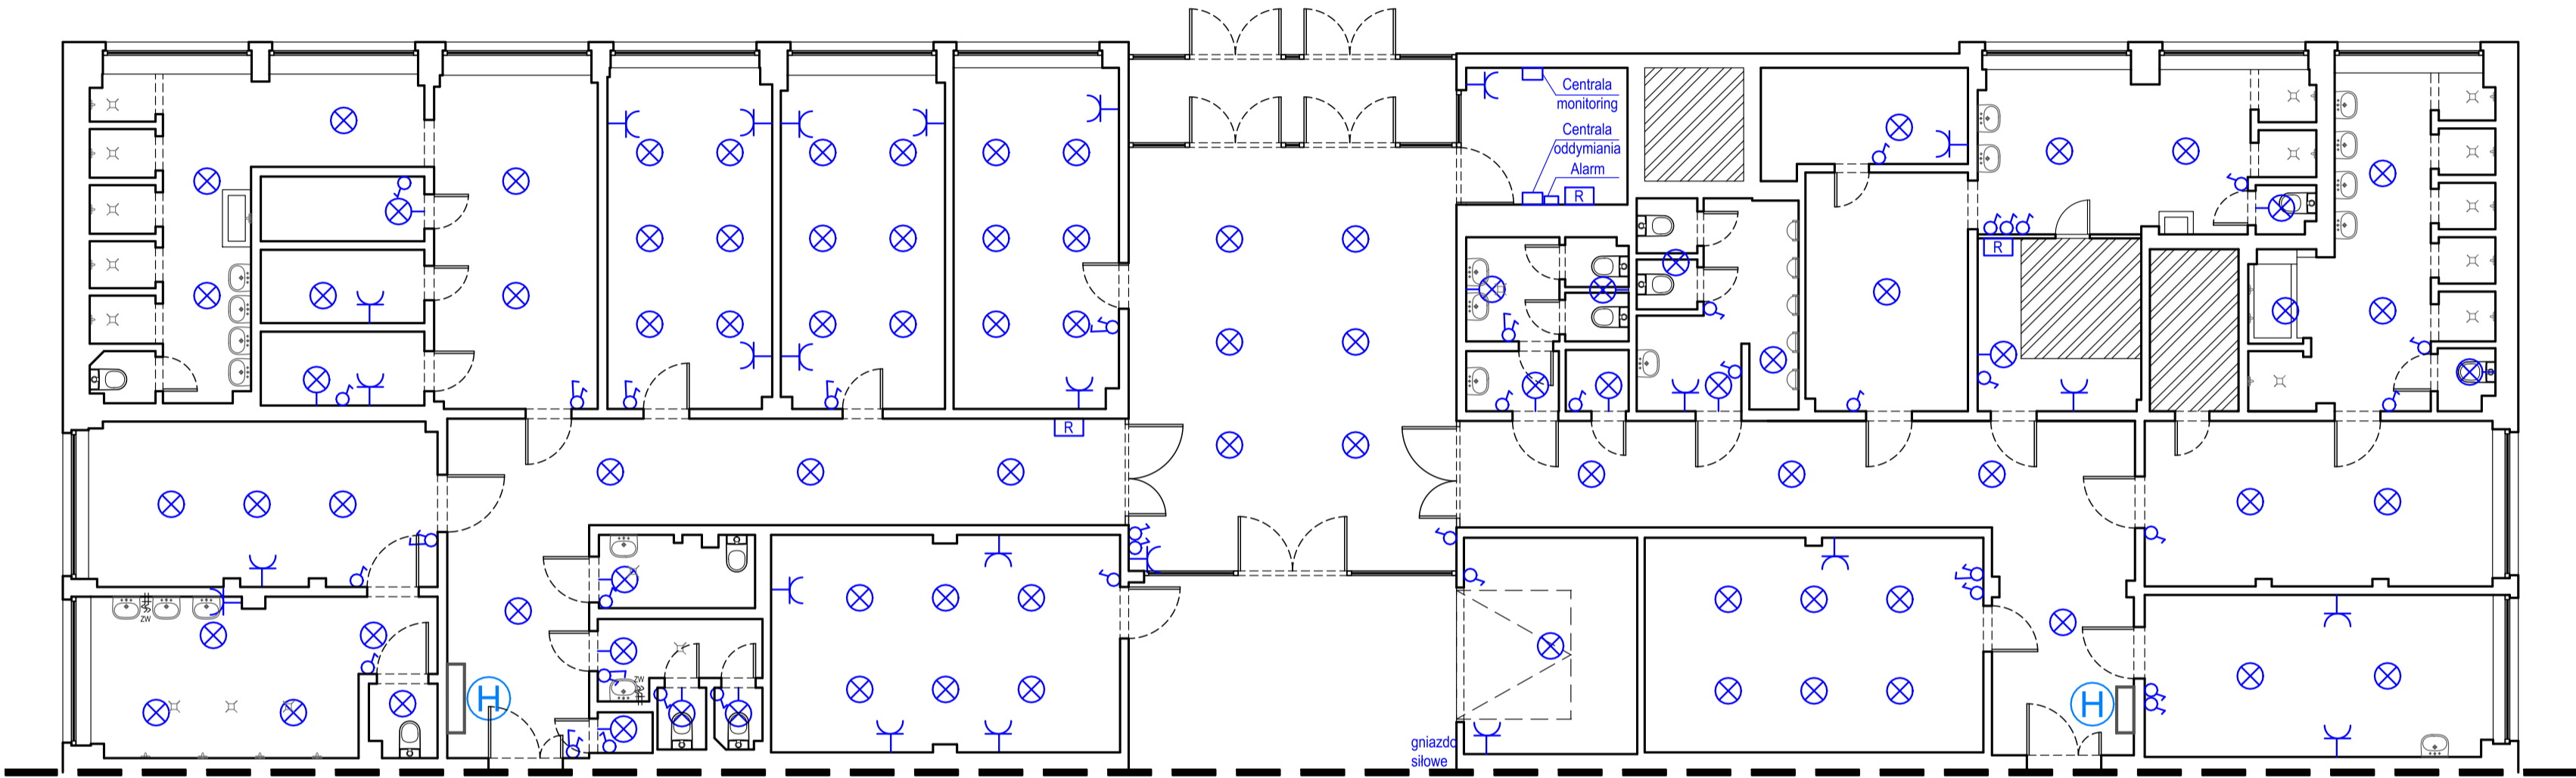 Centrala
monitoring
Centrala
oddymiania
Alarm
R
R
R
ZW
ZW
H
H
gniazdo
siłowe